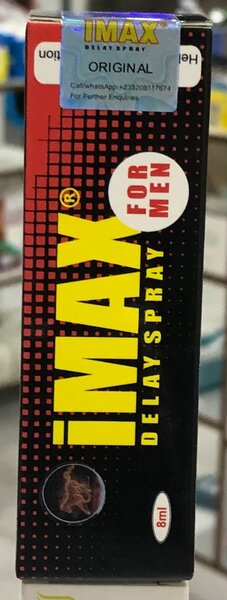 IMAX
DELAY SPRAY
ORIGINAL
Call/whatsApp:+233208117674
For Further Enquiries
iMAX®
DELAY SPRAY
FOR
MEN
8ml